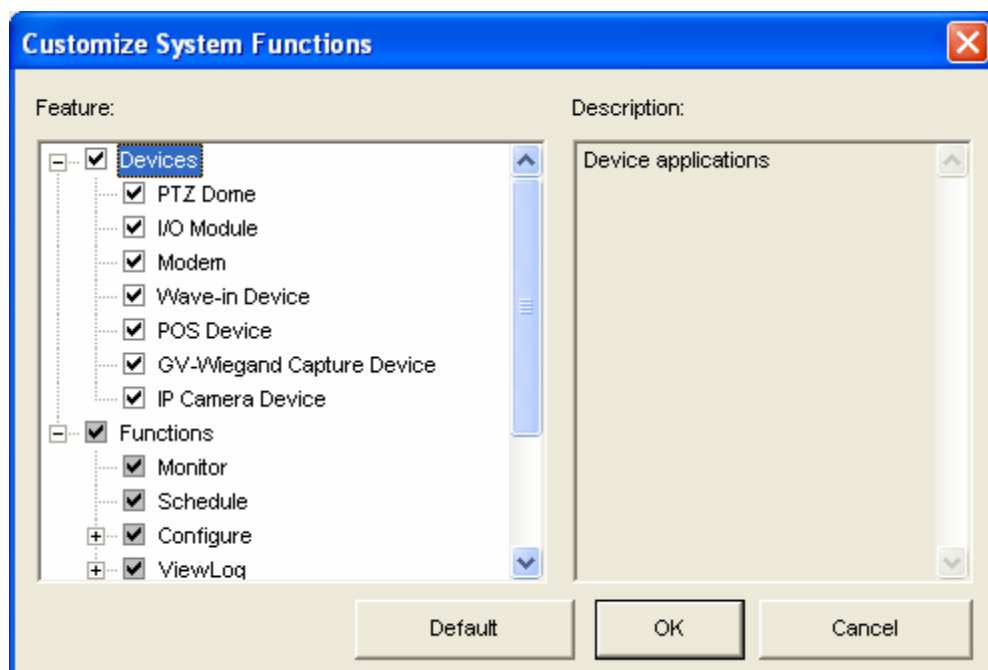 Customize System Functions
Feature:
Description:
Devices
Device applications
PTZ Dome
I/O Module
Modem
Wave-in Device
POS Device
GV-Wiegand Capture Device
IP Camera Device
Functions
Monitor
Schedule
Configure
ViewLog
Default
OK
Cancel